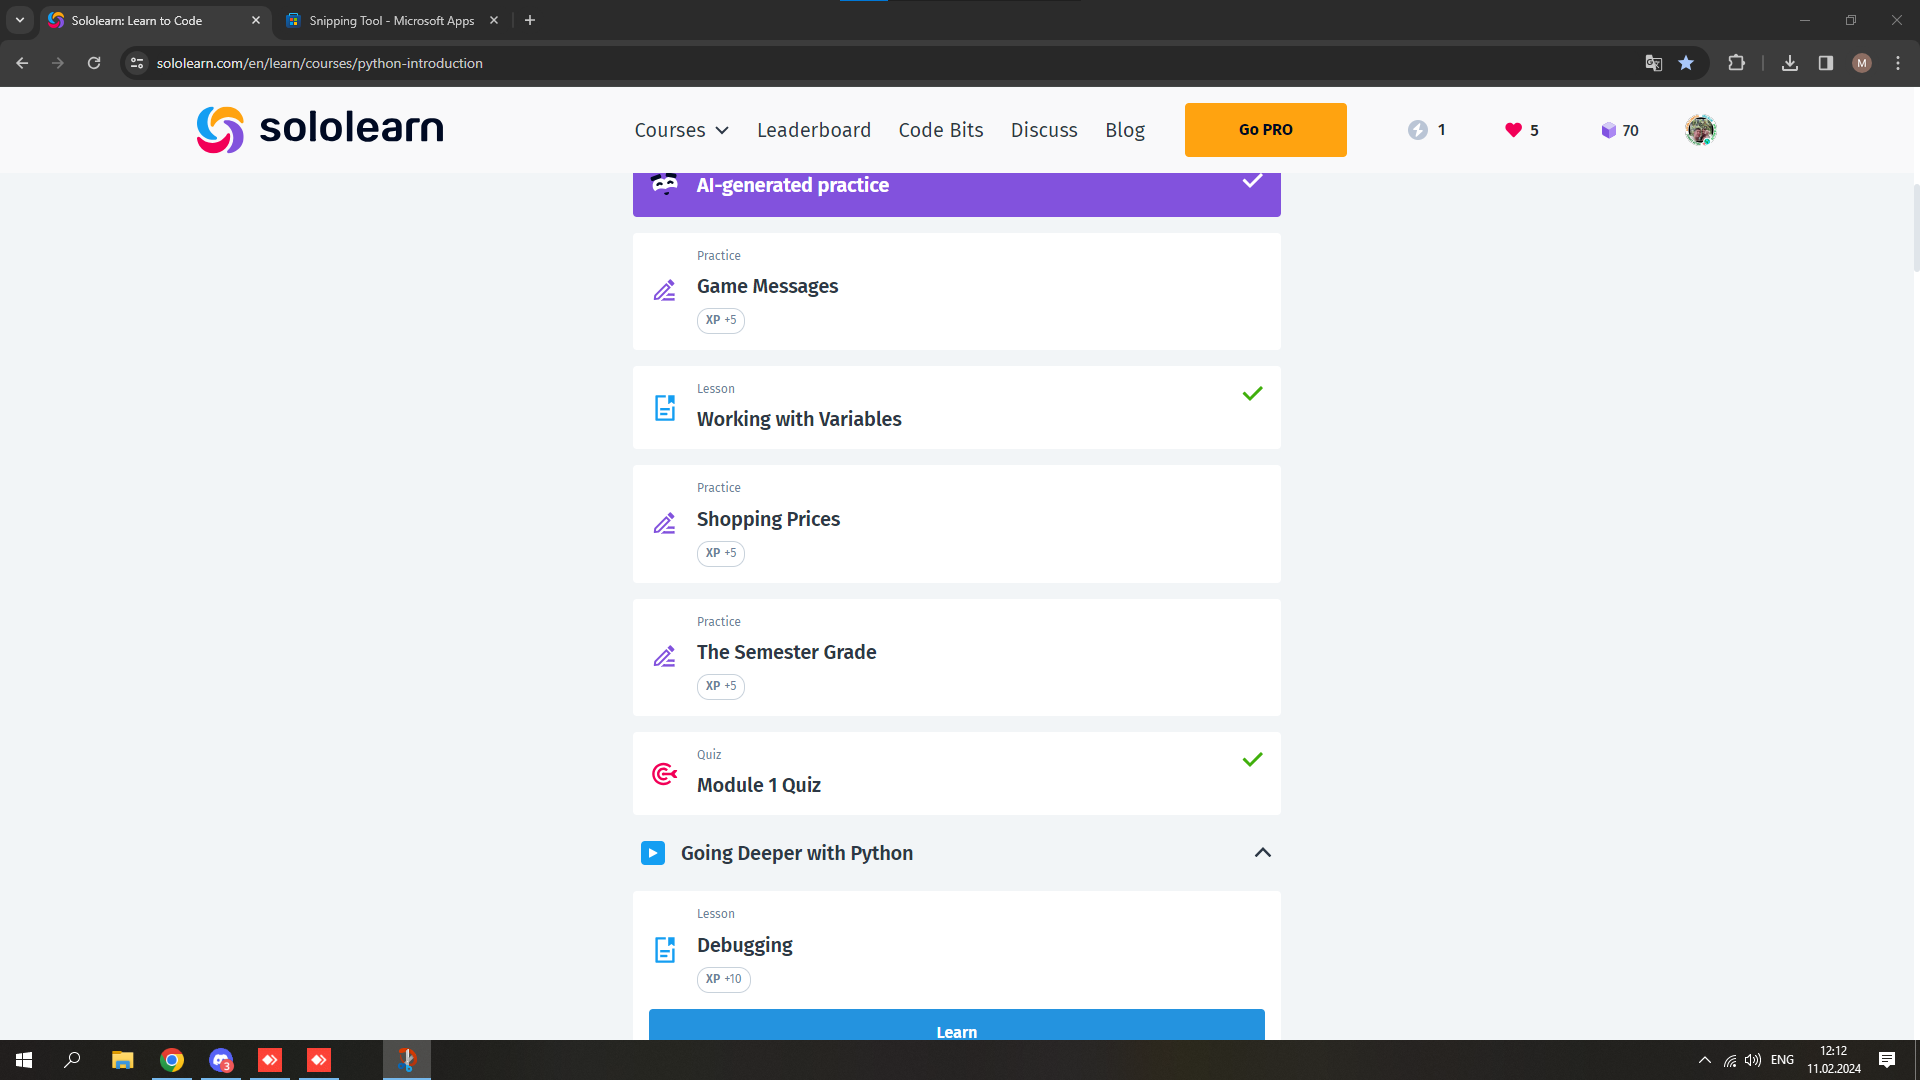 Sololearn: Learn to Code
Snipping Tool - Microsoft Apps
sololearn.com/en/learn/courses/python-introduction
M
sololearn
Courses
Leaderboard
Code Bits
Discuss
Blog
Go PRO
1
5
70
AI-generated practice
Practice
Game Messages
XP +5
Lesson
Working with Variables
Practice
Shopping Prices
XP +5
Practice
The Semester Grade
XP +5
Quiz
Module 1 Quiz
Going Deeper with Python
Lesson
Debugging
XP +10
Learn
3
ENG
12:12
11.02.2024